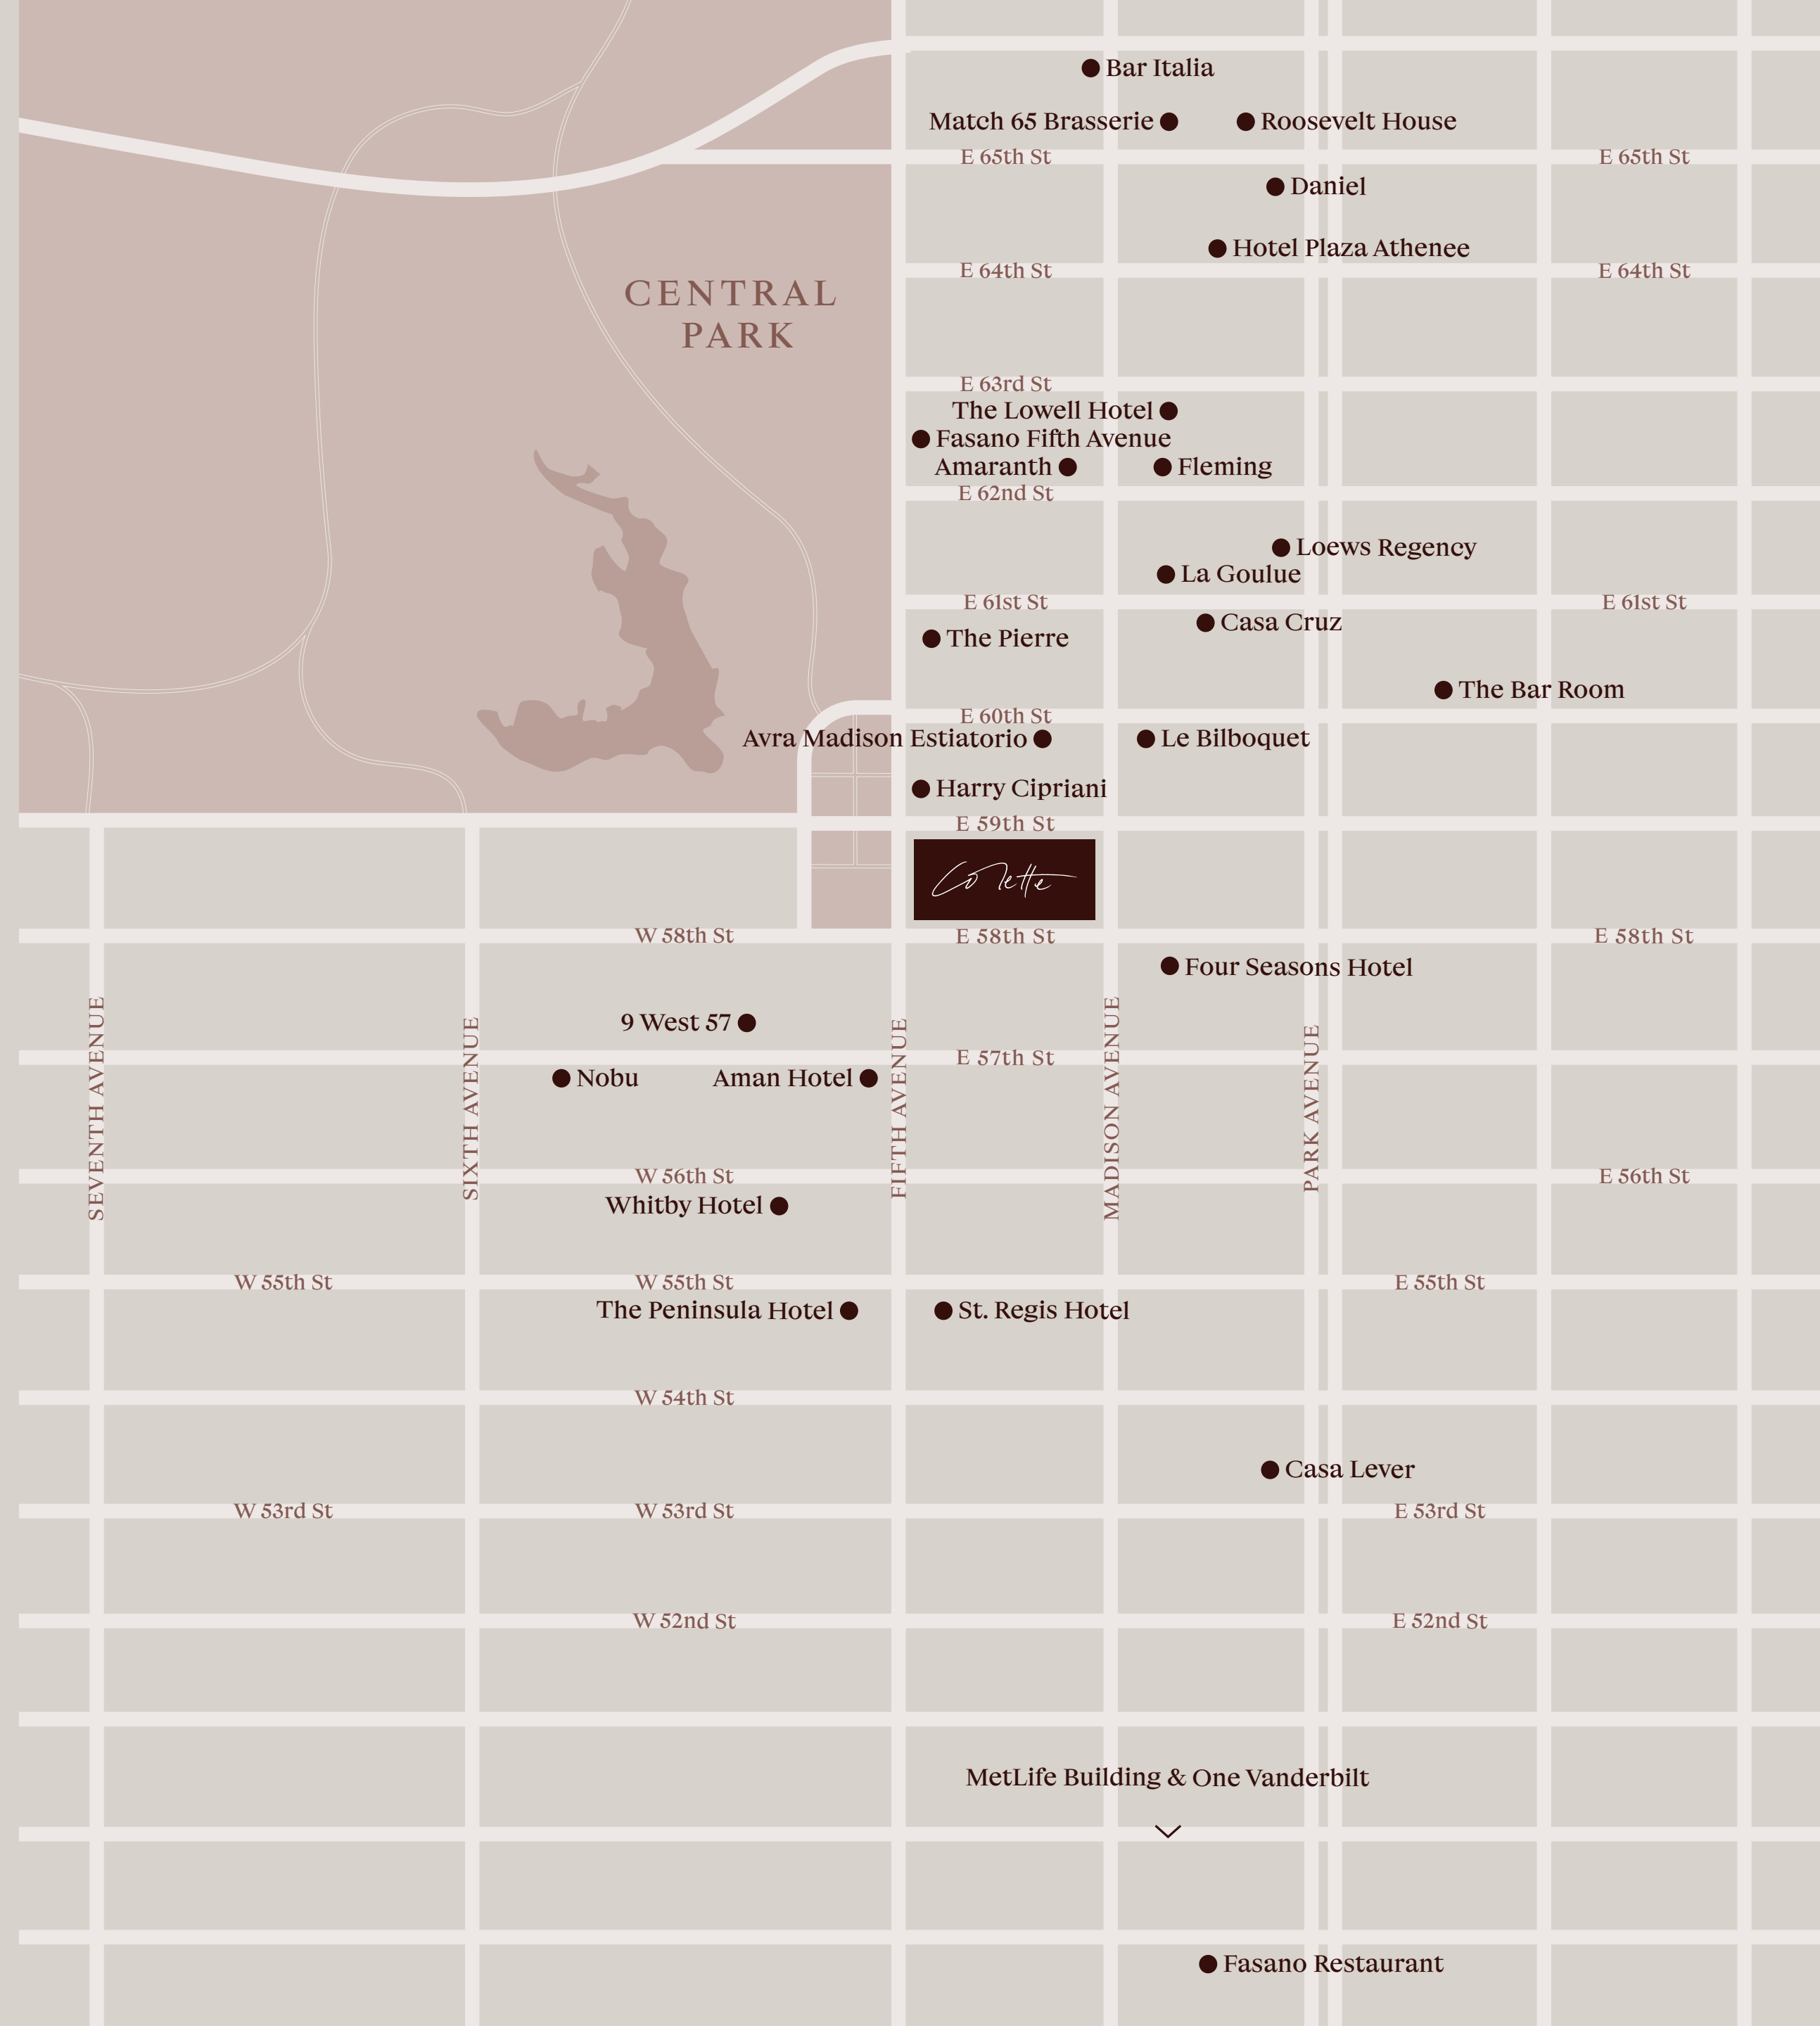 Bar Italia
Match 65 Brasserie
Roosevelt House
E 65th St
E 65th St
Daniel
Hotel Plaza Athenee
E 64th St
E 64th St
CENTRAL
PARK
E 63rd St
The Lowell Hotel
Fasano Fifth Avenue
Amaranth
Fleming
E 62nd St
Loews Regency
La Goulue
E 61st St
E 61st St
Casa Cruz
The Pierre
The Bar Room
E 60th St
Avra Madison Estiatorio
Le Bilboquet
Harry Cipriani
E 59th St
Colette
W 58th St
E 58th St
E 58th St
Four Seasons Hotel
9 West 57
E 57th St
Nobu
Aman Hotel
SEVENTH AVENUE
SIXTH AVENUE
FIFTH AVENUE
MADISON AVENUE
PARK AVENUE
W 56th St
E 56th St
Whitby Hotel
W 55th St
W 55th St
E 55th St
The Peninsula Hotel
St. Regis Hotel
W 54th St
Casa Lever
W 53rd St
W 53rd St
E 53rd St
W 52nd St
E 52nd St
MetLife Building & One Vanderbilt
Fasano Restaurant